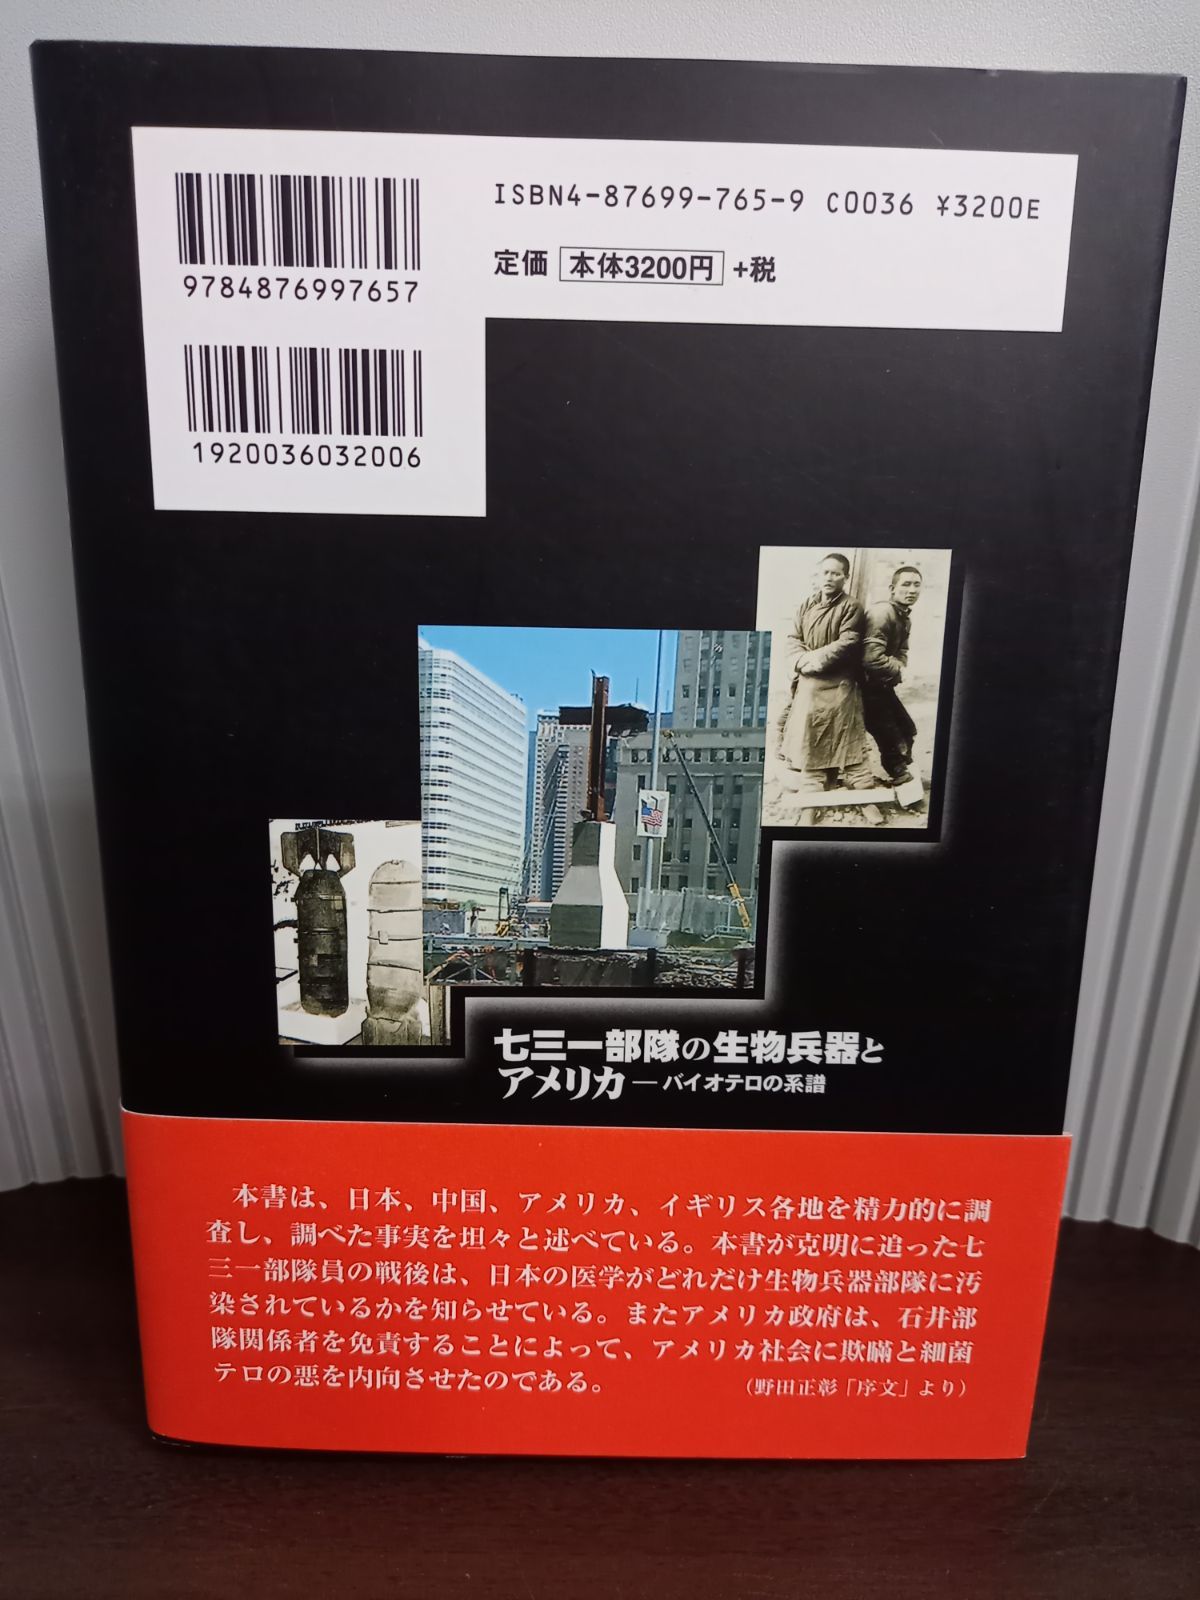 ISBN4-87699-765-9 C0036 ¥3200E
定価 本体3200円 +税
9784876997657
1920036032006
七三一部隊の生物兵器と
アメリカ―バイオテロの系譜
本書は、日本、中国、アメリカ、イギリス各地を精力的に調
査し、調べた事実を坦々と述べている。本書が克明に追った七
三一部隊員の戦後は、日本の医学がどれだけ生物兵器部隊に汚
染されているかを知らせている。またアメリカ政府は、石井部
隊関係者を免責することによって、アメリカ社会に欺瞞と細菌
テロの悪を内向させたのである。
(野田正彰「序文」より)